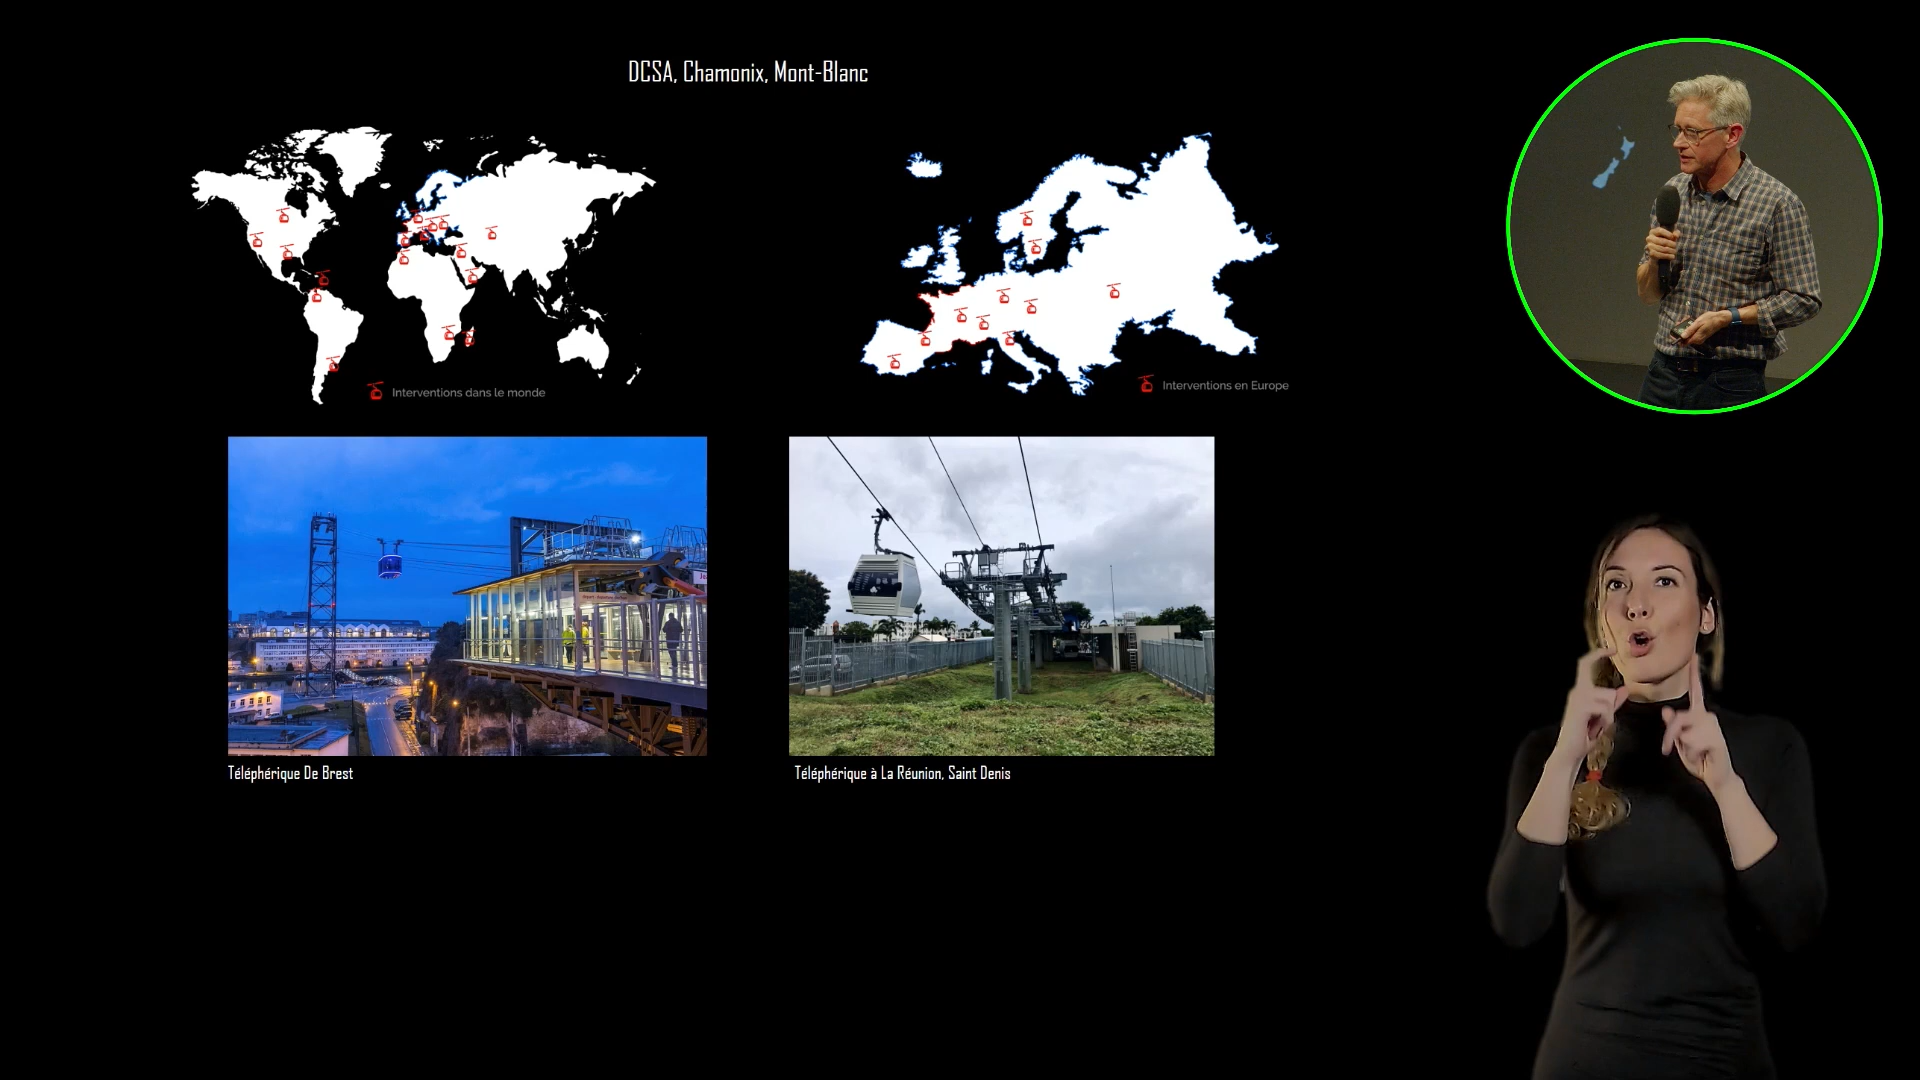 DCSA, Chamonix, Mont-Blanc
Interventions dans le monde
Interventions en Europe
Téléphérique De Brest
Téléphérique à La Réunion, Saint Denis